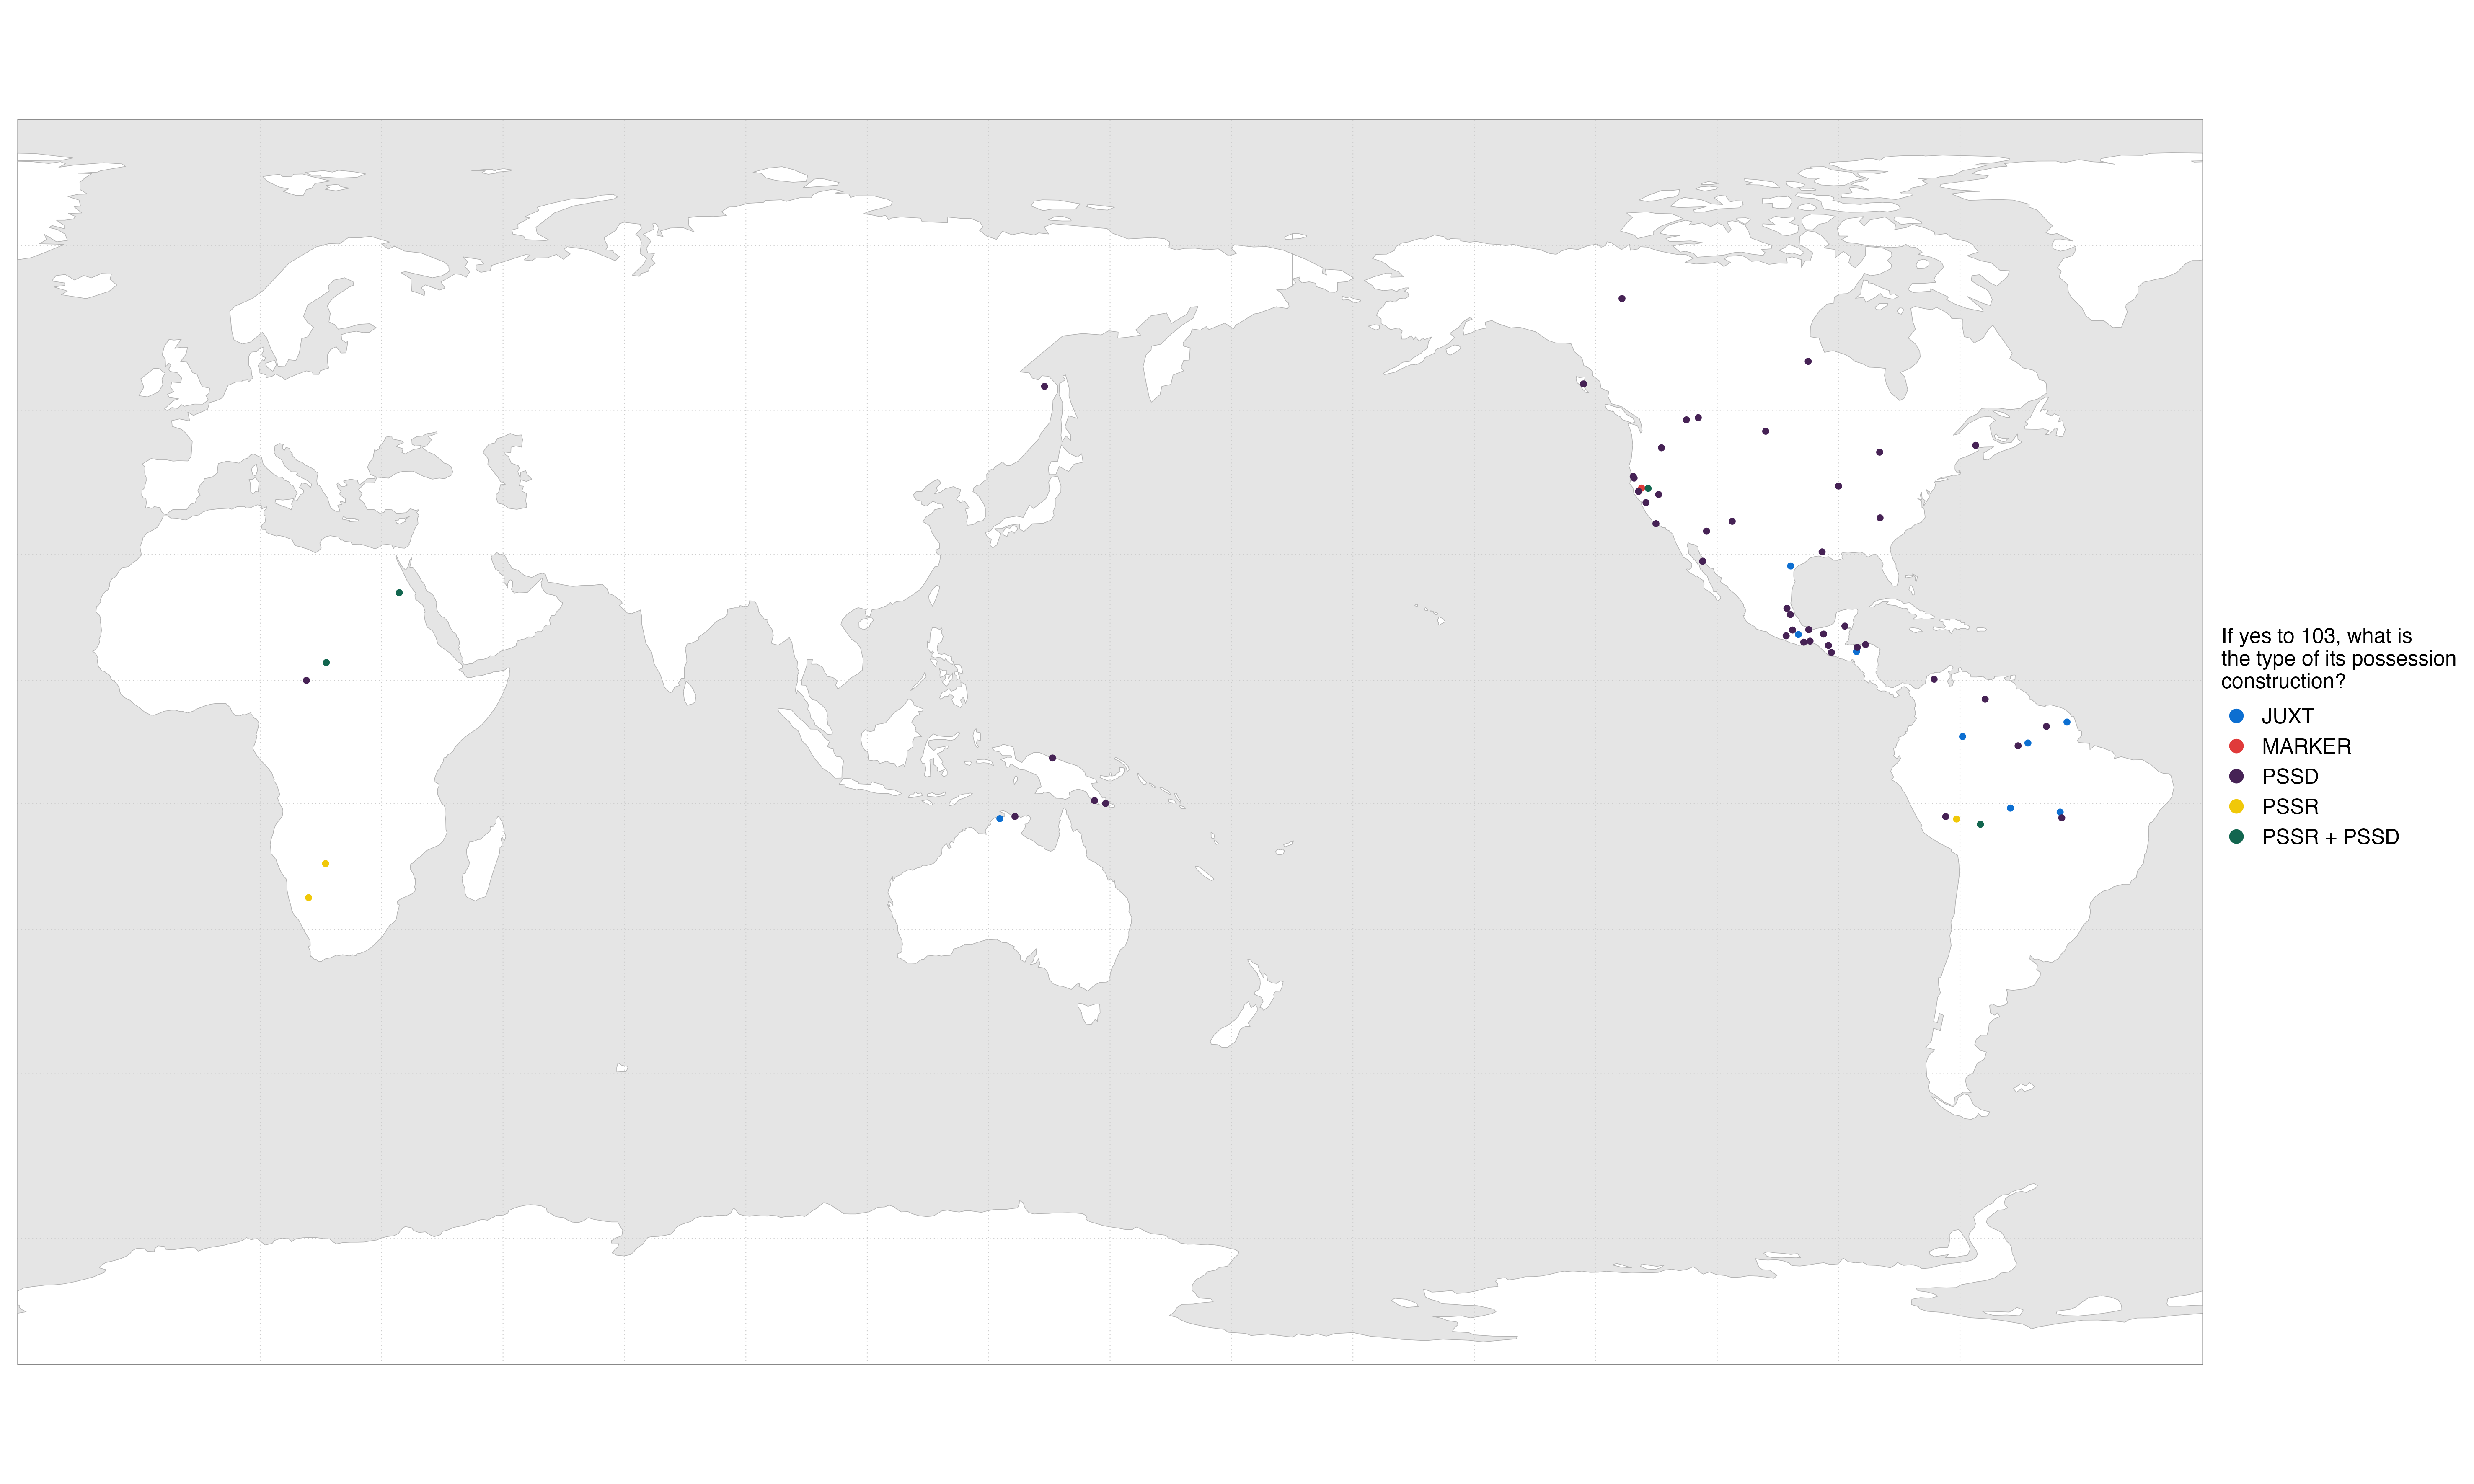 If yes to 103, what is
the type of its possession
construction?
JUXT
MARKER
PSSD
PSSR
PSSR + PSSD